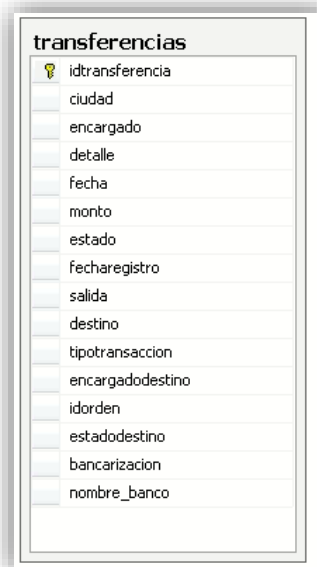 transferencias
idtransferencia
ciudad
encargado
detalle
fecha
monto
estado
fecharegistro
salida
destino
tipotransaccion
encargadodestino
idorden
estadodestino
bancarizacion
nombre_banco